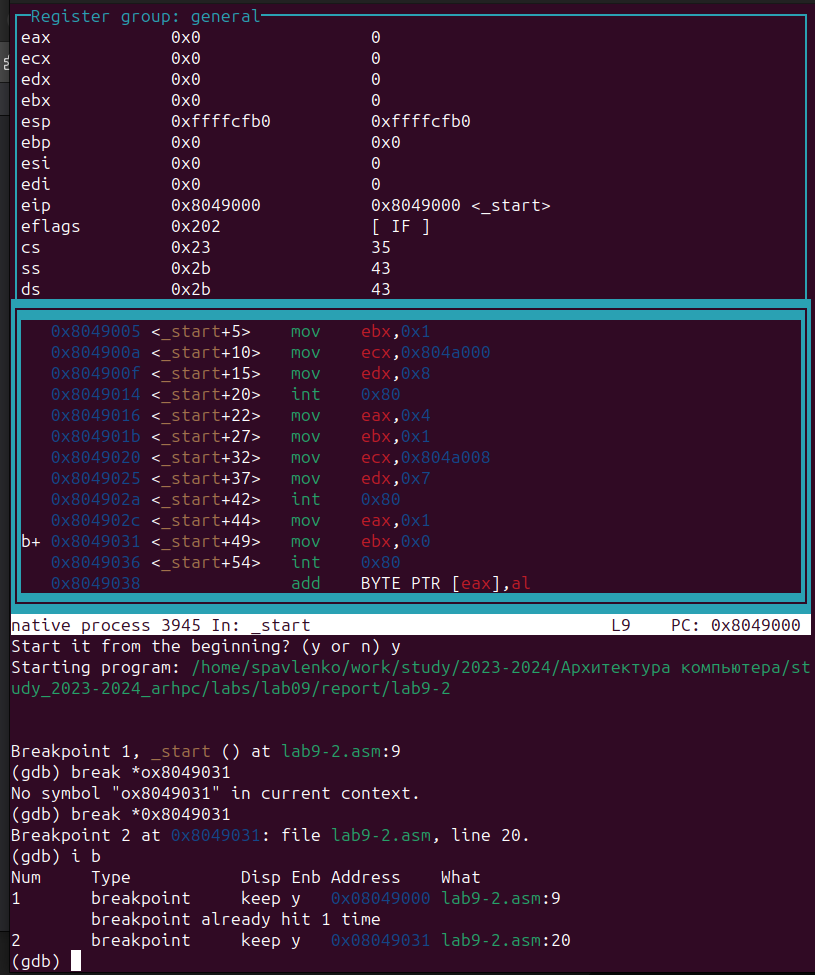 Register group: general
eax 0x0 0
ecx 0x0 0
edx 0x0 0
ebx 0x0 0
esp 0xffffcfb0 0xffffcfb0
ebp 0x0 0x0
esi 0x0 0
edi 0x0 0
eip 0x8049000 0x8049000 <_start>
eflags 0x202 [ IF ]
cs 0x23 35
ss 0x2b 43
ds 0x2b 43
0x8049005 <_start+5> mov ebx,0x1
0x804900a <_start+10> mov ecx,0x804a000
0x804900f <_start+15> mov edx,0x8
0x8049014 <_start+20> int 0x80
0x8049016 <_start+22> mov eax,0x4
0x804901b <_start+27> mov ebx,0x1
0x8049020 <_start+32> mov ecx,0x804a008
0x8049025 <_start+37> mov edx,0x7
0x804902a <_start+42> int 0x80
0x804902c <_start+44> mov eax,0x1
b+ 0x8049031 <_start+49> mov ebx,0x0
0x8049036 <_start+54> int 0x80
0x8049038 add BYTE PTR [eax],al
native process 3945 In: _start L9 PC: 0x8049000
Start it from the beginning? (y or n) y
Starting program: /home/spavlenko/work/study/2023-2024/Архитектура компьютера/st
udy_2023-2024_arhpc/labs/lab09/report/lab9-2
Breakpoint 1, _start () at lab9-2.asm:9
(gdb) break *ox8049031
No symbol "ox8049031" in current context.
(gdb) break *0x8049031
Breakpoint 2 at 0x8049031: file lab9-2.asm, line 20.
(gdb) i b
Num Type Disp Enb Address What
1 breakpoint keep y 0x08049000 lab9-2.asm:9
breakpoint already hit 1 time
2 breakpoint keep y 0x08049031 lab9-2.asm:20
(gdb)